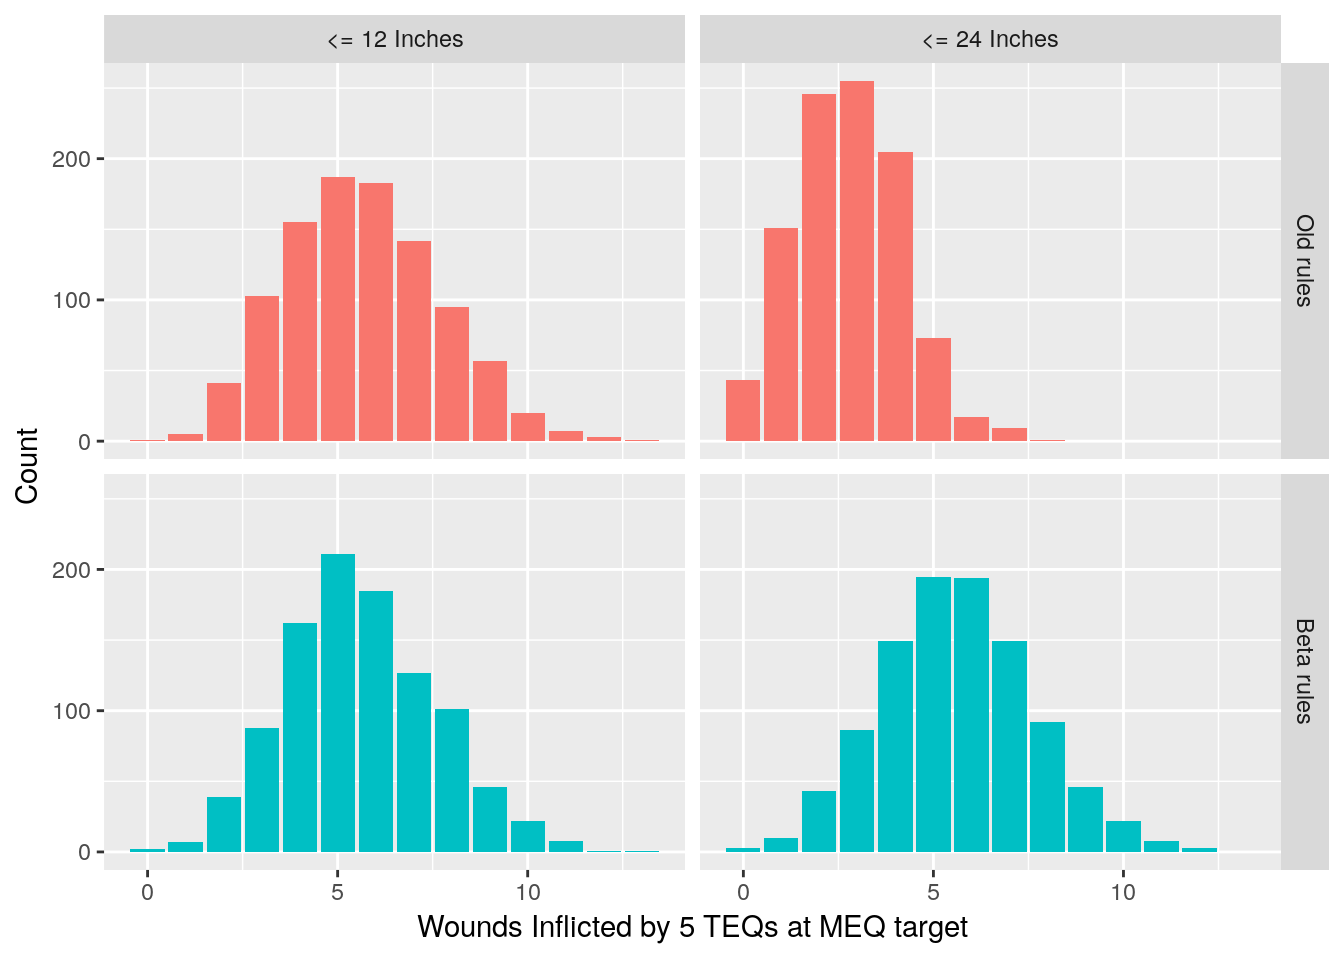 <= 12 Inches
<= 24 Inches
Count
200
100
0
Old rules
200
100
0
Beta rules
0
5
10
0
5
10
Wounds Inflicted by 5 TEQs at MEQ target